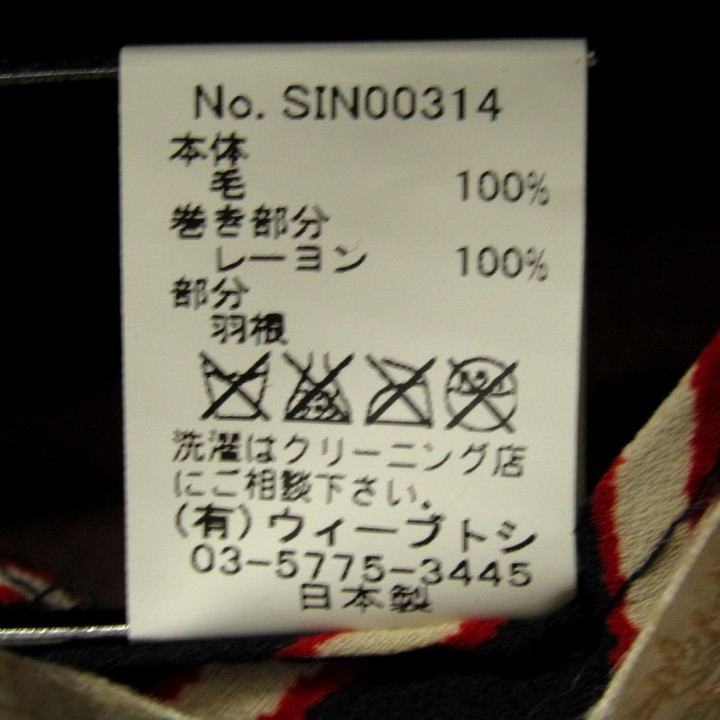 No. SIN00314
本体
毛 100%
巻き部分
レーヨン 100%
部分
羽根
洗濯はクリーニング店
にご相談下さい。
(有)ウィーブトシ
03-5775-3445
日本製